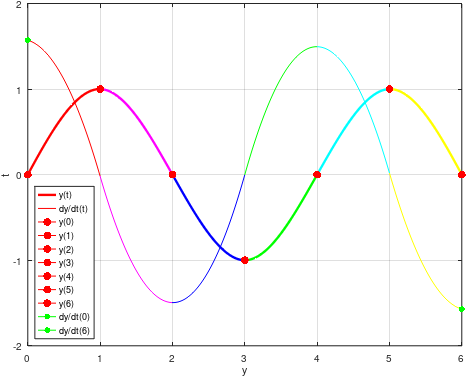 2
1
0
-1
-2
t
y(t)
dy/dt(t)
y(0)
y(1)
y(2)
y(3)
y(4)
y(5)
y(6)
dy/dt(0)
dy/dt(6)
0 1 2 3 4 5 6
y